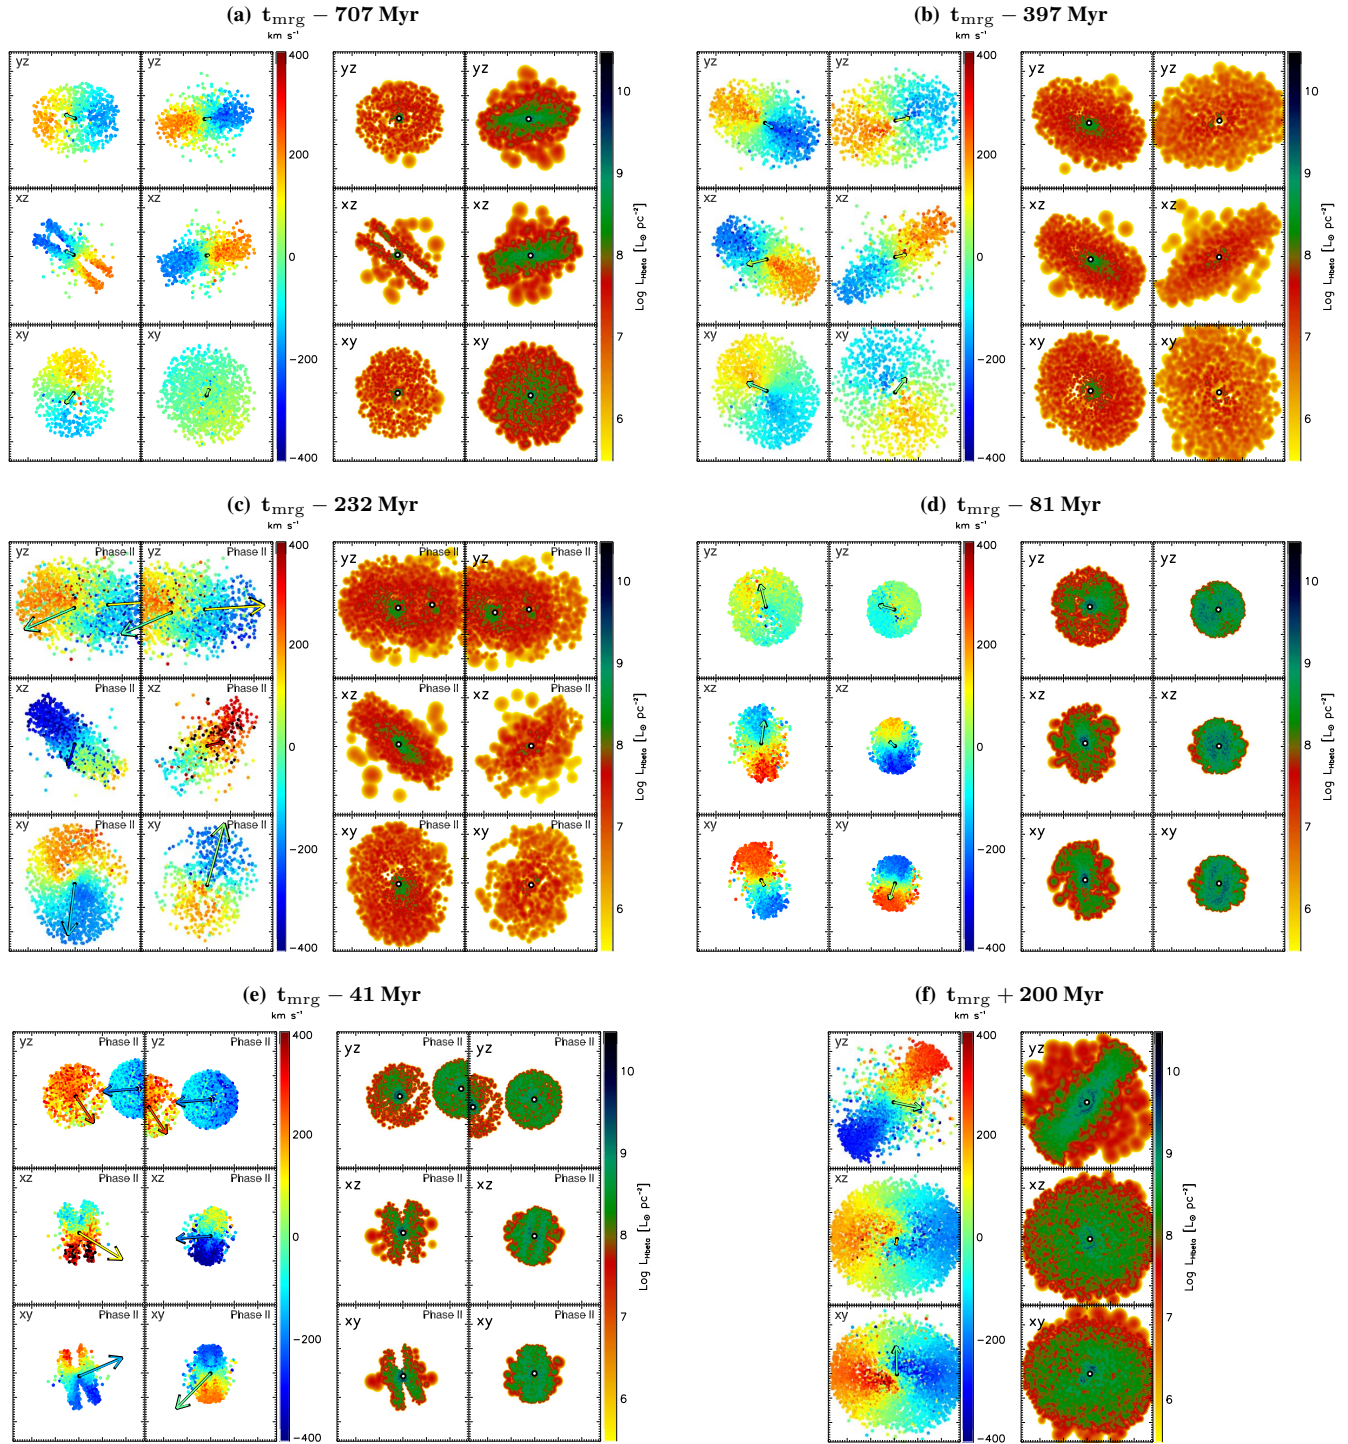 (a) t_mrg − 707 Myr
km s⁻¹
yz yz
xz xz
xy xy
400
200
0
−200
−400
yz yz
xz xz
xy xy
10
9
8
7
6
Log L_Hbeta [L⊙ pc⁻²]
(b) t_mrg − 397 Myr
km s⁻¹
yz yz
xz xz
xy xy
400
200
0
−200
−400
yz yz
xz xz
xy xy
10
9
8
7
6
Log L_Hbeta [L⊙ pc⁻²]
(c) t_mrg − 232 Myr
km s⁻¹
yz Phase II yz Phase II
xz Phase II xz Phase II
xy Phase II xy Phase II
400
200
0
−200
−400
yz Phase II yz Phase II
xz Phase II xz Phase II
xy Phase II xy Phase II
10
9
8
7
6
Log L_Hbeta [L⊙ pc⁻²]
(d) t_mrg − 81 Myr
km s⁻¹
yz yz
xz xz
xy xy
400
200
0
−200
−400
yz yz
xz xz
xy xy
10
9
8
7
6
Log L_Hbeta [L⊙ pc⁻²]
(e) t_mrg − 41 Myr
km s⁻¹
yz Phase II yz Phase II
xz Phase II xz Phase II
xy Phase II xy Phase II
400
200
0
−200
−400
yz Phase II yz Phase II
xz Phase II xz Phase II
xy Phase II xy Phase II
10
9
8
7
6
Log L_Hbeta [L⊙ pc⁻²]
(f) t_mrg + 200 Myr
km s⁻¹
yz
xz
xy
400
200
0
−200
−400
yz
xz
xy
10
9
8
7
6
Log L_Hbeta [L⊙ pc⁻²]